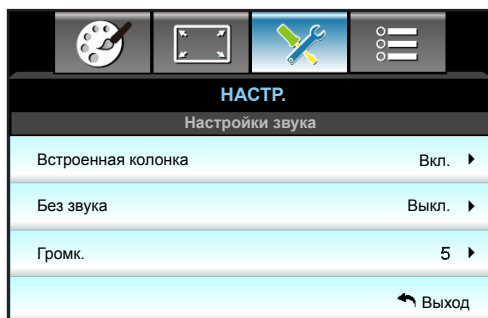 НАСТР.
Настройки звука
Встроенная колонка Вкл.
Без звука Выкл.
Громк. 5
Выход